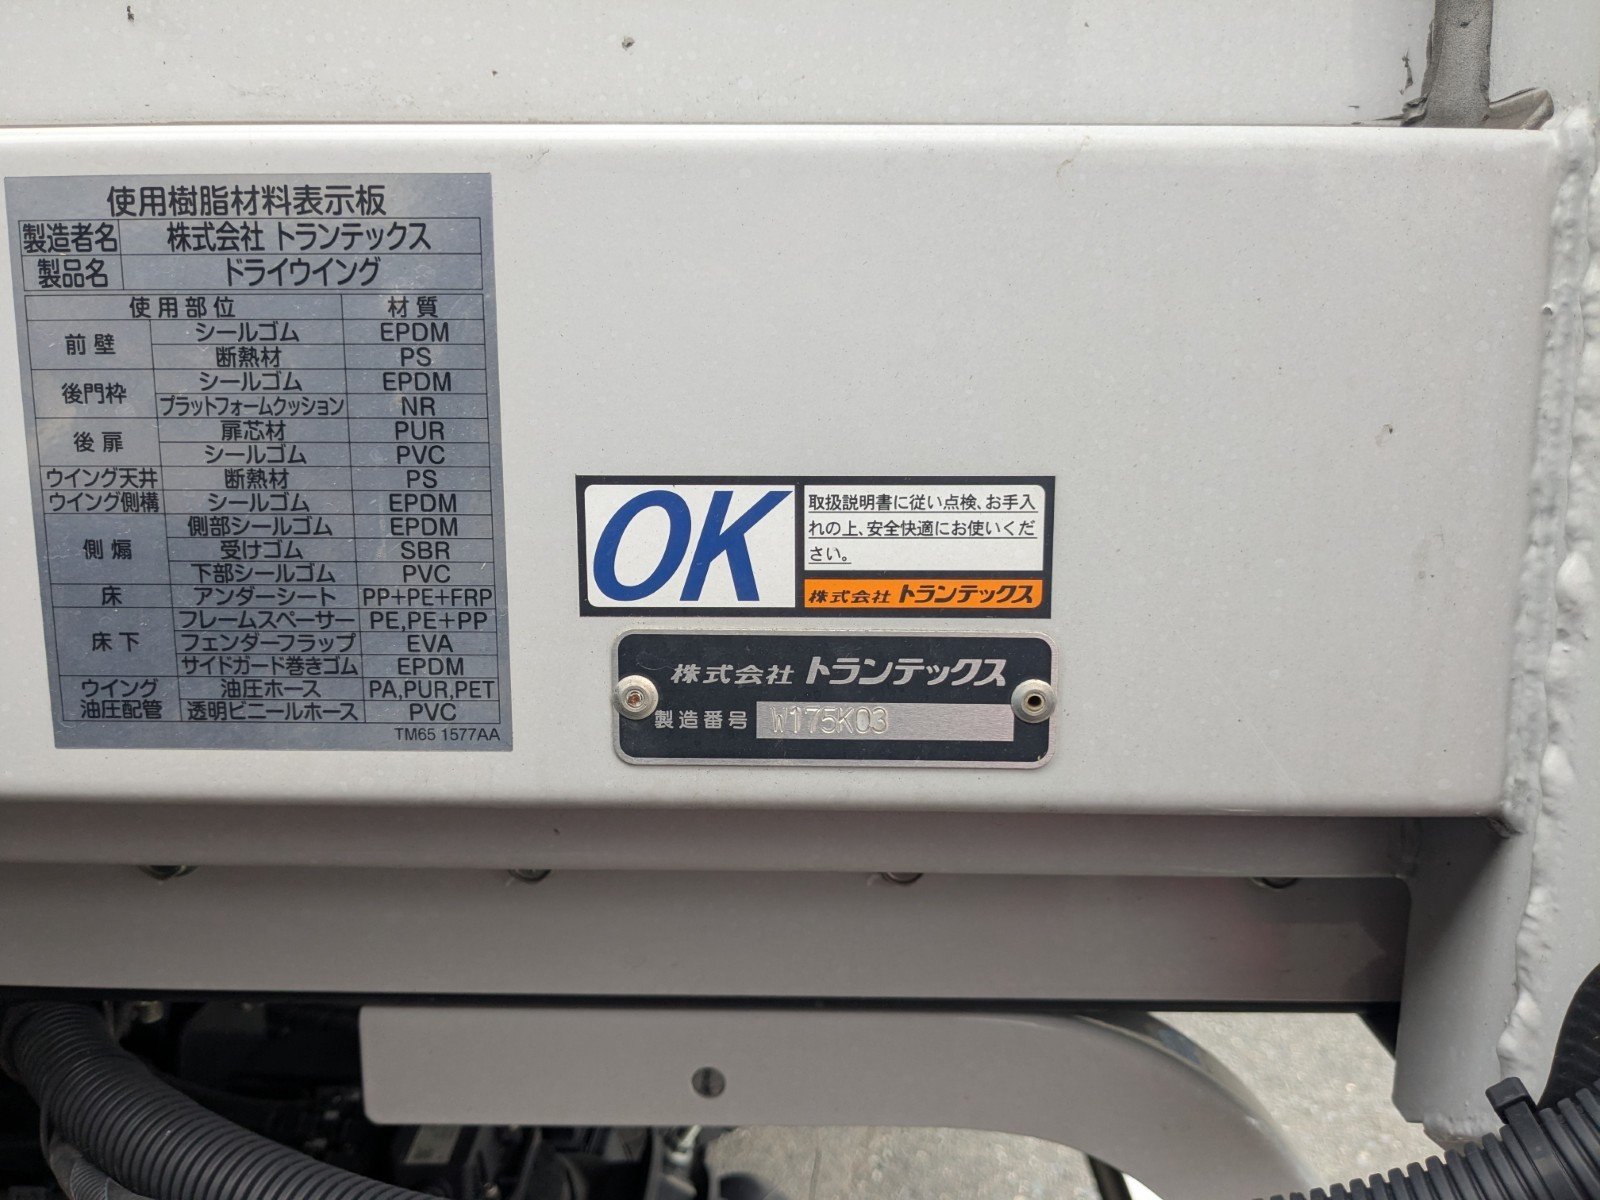 使用樹脂材料表示板
製造者名 株式会社 トランテックス
製品名 ドライウイング
使用部位 材質
前壁 シールゴム EPDM
断熱材 PS
後門枠 シールゴム EPDM
プラットフォームクッション NR
後扉 扉芯材 PUR
シールゴム PVC
ウイング天井 断熱材 PS
ウイング側構 シールゴム EPDM
側煽 側部シールゴム EPDM
受けゴム SBR
下部シールゴム PVC
床 アンダーシート PP+PE+FRP
床下 フレームスペーサー PE,PE+PP
フェンダーフラップ EVA
サイドガード巻きゴム EPDM
ウイング 油圧ホース PA,PUR,PET
油圧配管 透明ビニールホース PVC
TM65 1577AA
OK
取扱説明書に従い点検、お手入
れの上、安全快適にお使いくだ
さい。
株式会社 トランテックス
株式会社 トランテックス
製造番号 W175K03